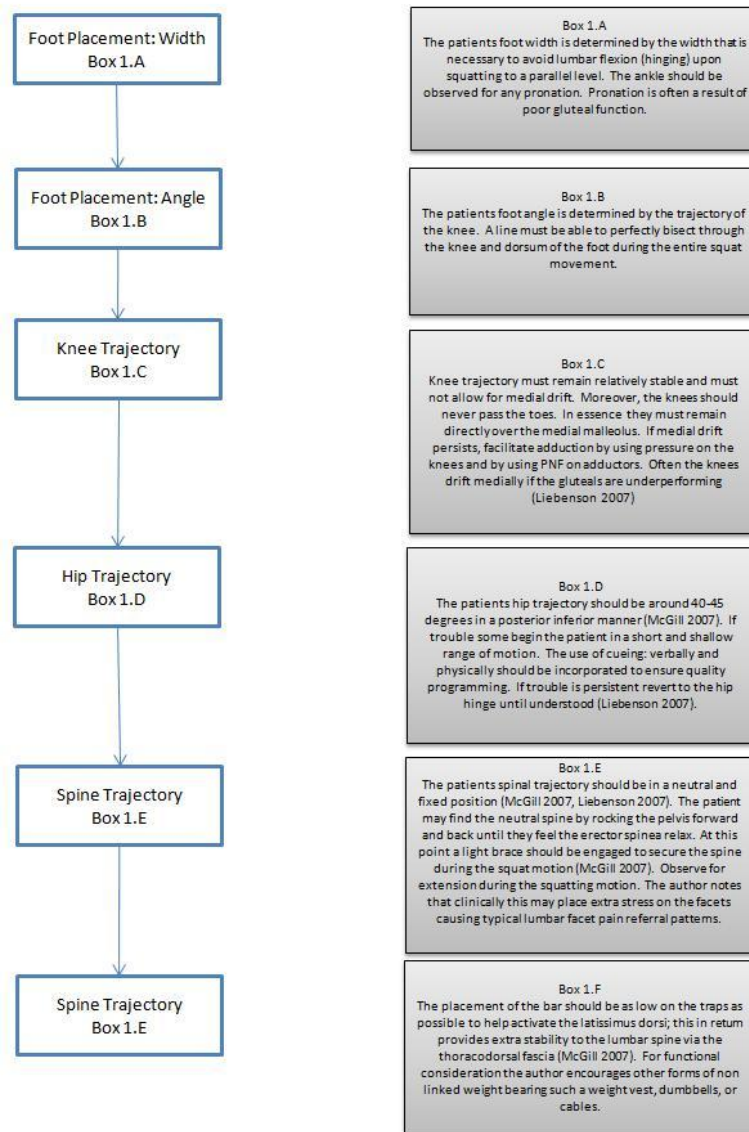 Foot Placement: Width
Box 1.A
Box 1.A
The patients foot width is determined by the width that is
necessary to avoid lumbar flexion (hinging) upon
squatting to a parallel level. The ankle should be
observed for any pronation. Pronation is often a result of
poor gluteal function.
Foot Placement: Angle
Box 1.B
Box 1.B
The patients foot angle is determined by the trajectory of
the knee. A line must be able to perfectly bisect through
the knee and dorsum of the foot during the entire squat
movement.
Knee Trajectory
Box 1.C
Box 1.C
Knee trajectory must remain relatively stable and must
not allow for medial drift. Moreover, the knees should
never pass the toes. In essence they must remain
directly over the medial malleolus. If medial drift
persists, facilitate adduction by using pressure on the
knees and by using PNF on adductors. Often the knees
drift medially if the gluteals are underperforming
(Liebenson 2007)
Hip Trajectory
Box 1.D
Box 1.D
The patients hip trajectory should be around 40-45
degrees in a posterior inferior manner (McGill 2007). If
trouble some begin the patient in a short and shallow
range of motion. The use of cueing: verbally and
physically should be incorporated to ensure quality
programming. If trouble is persistent revert to the hip
hinge until understood (Liebenson 2007).
Spine Trajectory
Box 1.E
Box 1.E
The patients spinal trajectory should be in a neutral and
fixed position (McGill 2007, Liebenson 2007). The patient
may find the neutral spine by rocking the pelvis forward
and back until they feel the erector spinea relax. At this
point a light brace should be engaged to secure the spine
during the squat motion (McGill 2007). Observe for
extension during the squatting motion. The author notes
that clinically this may place extra stress on the facets
causing typical lumbar facet pain referral patterns.
Spine Trajectory
Box 1.E
Box 1.F
The placement of the bar should be as low on the traps as
possible to help activate the latissimus dorsi; this in return
provides extra stability to the lumbar spine via the
thoracodorsal fascia (McGill 2007). For functional
consideration the author encourages other forms of non
linked weight bearing such a weight vest, dumbbells, or
cables.